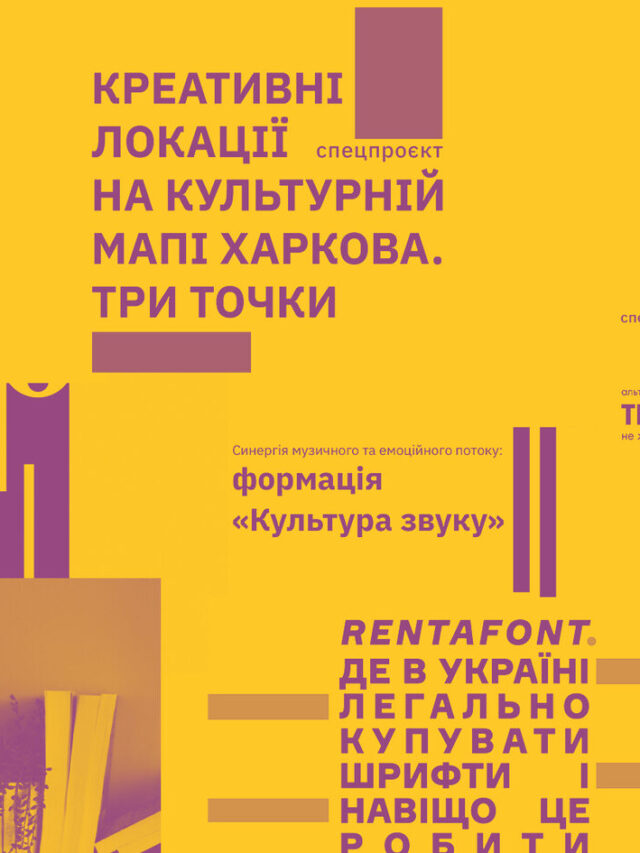 КРЕАТИВНІ
ЛОКАЦІЇ спецпроєкт
НА КУЛЬТУРНІЙ
МАПІ ХАРКОВА.
ТРИ ТОЧКИ
Синергія музичного та емоційного потоку:
формація
«Культура звуку»
RENTAFONT.
ДЕ В УКРАЇНІ
ЛЕГАЛЬНО
КУПУВАТИ
ШРИФТИ І
НАВІЩО ЦЕ
РОБИТИ